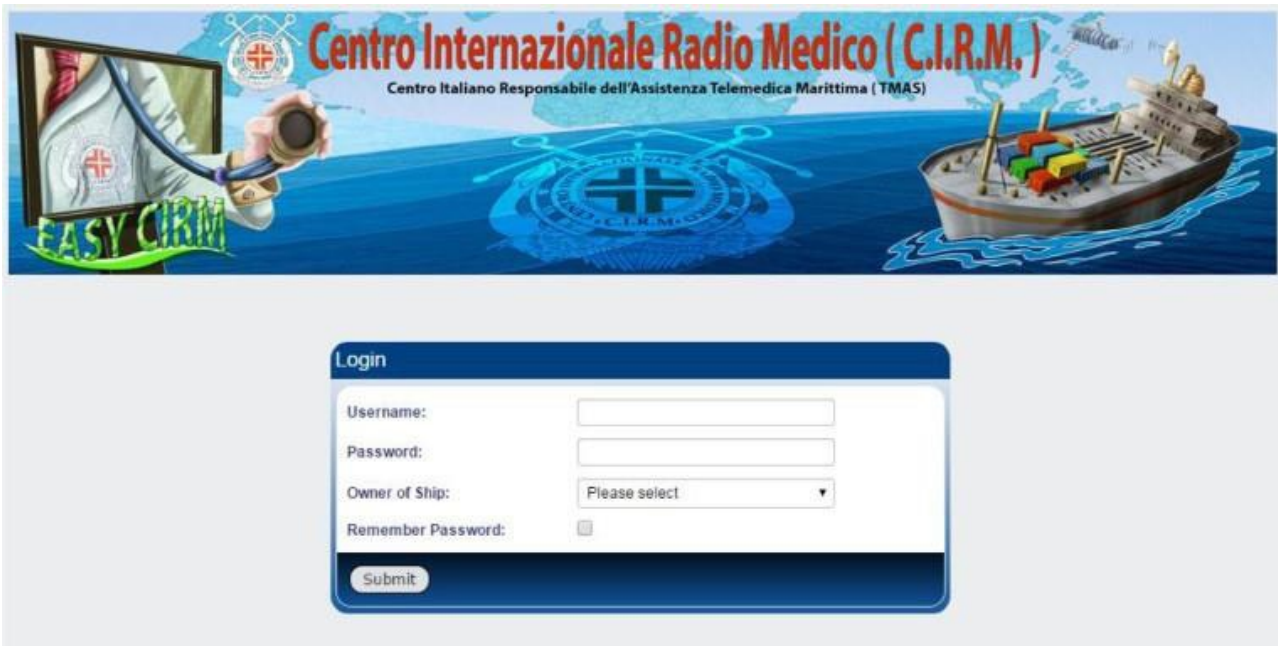 Centro Internazionale Radio Medico ( C.I.R.M. )
Centro Italiano Responsabile dell'Assistenza Telemedica Marittima ( TMAS)
C.I.R.M.
EASY CIRM
Login
Username:
Password:
Owner of Ship:
Please select
Remember Password:
Submit